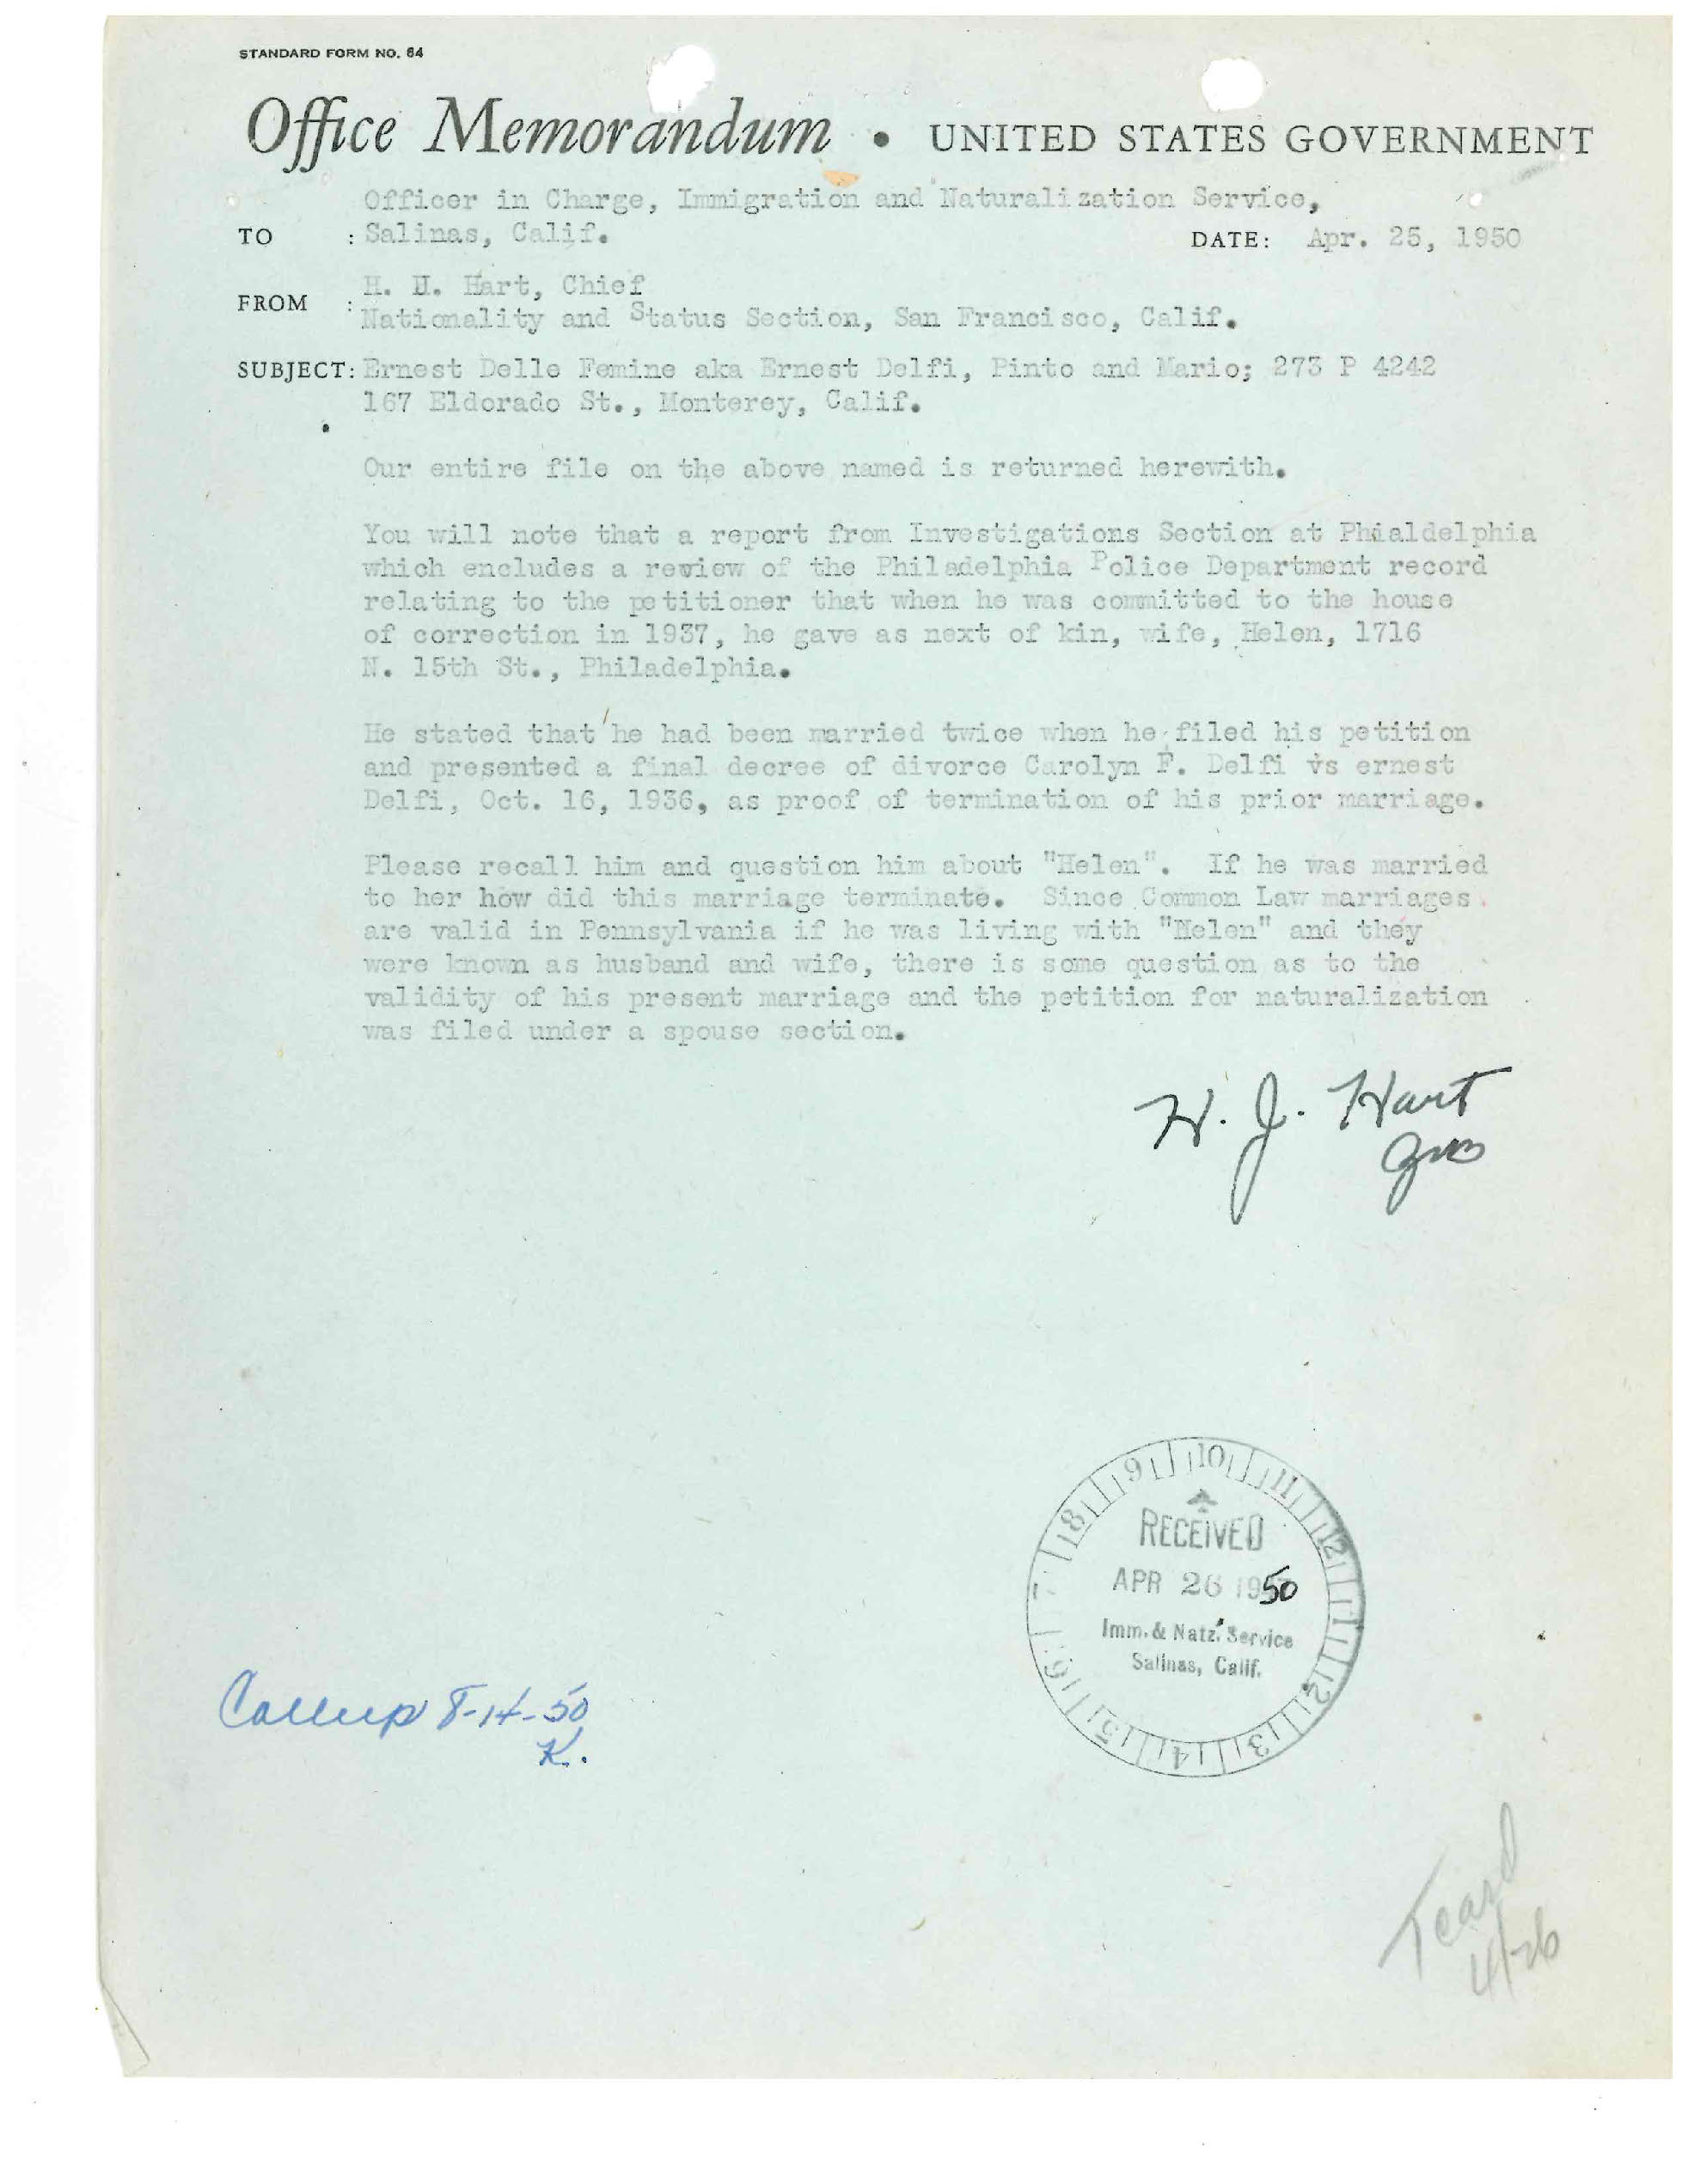 STANDARD FORM NO. 64
Office Memorandum • UNITED STATES GOVERNMENT
Officer in Charge, Immigration and Naturalization Service,
TO : Salinas, Calif. DATE: Apr. 25, 1950
H. J. Hart, Chief
FROM : Nationality and Status Section, San Francisco, Calif.
SUBJECT: Ernest Delle Femine aka Ernest Delfi, Pinto and Mario; 273 P 4242
167 Eldorado St., Monterey, Calif.
Our entire file on the above named is returned herewith.
You will note that a report from Investigations Section at Phialdelphia
which encludes a review of the Philadelphia Police Department record
relating to the petitioner that when he was committed to the house
of correction in 1937, he gave as next of kin, wife, Helen, 1716
N. 15th St., Philadelphia.
He stated that he had been married twice when he filed his petition
and presented a final decree of divorce Carolyn F. Delfi vs ernest
Delfi, Oct. 16, 1936, as proof of termination of his prior marriage.
Please recall him and question him about "Helen". If he was married
to her how did this marriage terminate. Since Common Law marriages
are valid in Pennsylvania if he was living with "Helen" and they
were known as husband and wife, there is some question as to the
validity of his present marriage and the petition for naturalization
was filed under a spouse section.
H. J. Hart
9 10 11 12 1 2 3 4 5 6 7 8
RECEIVED
APR 26 1950
Imm. & Natz. Service
Salinas, Calif.
Callup 8-14-50
K.
4/26